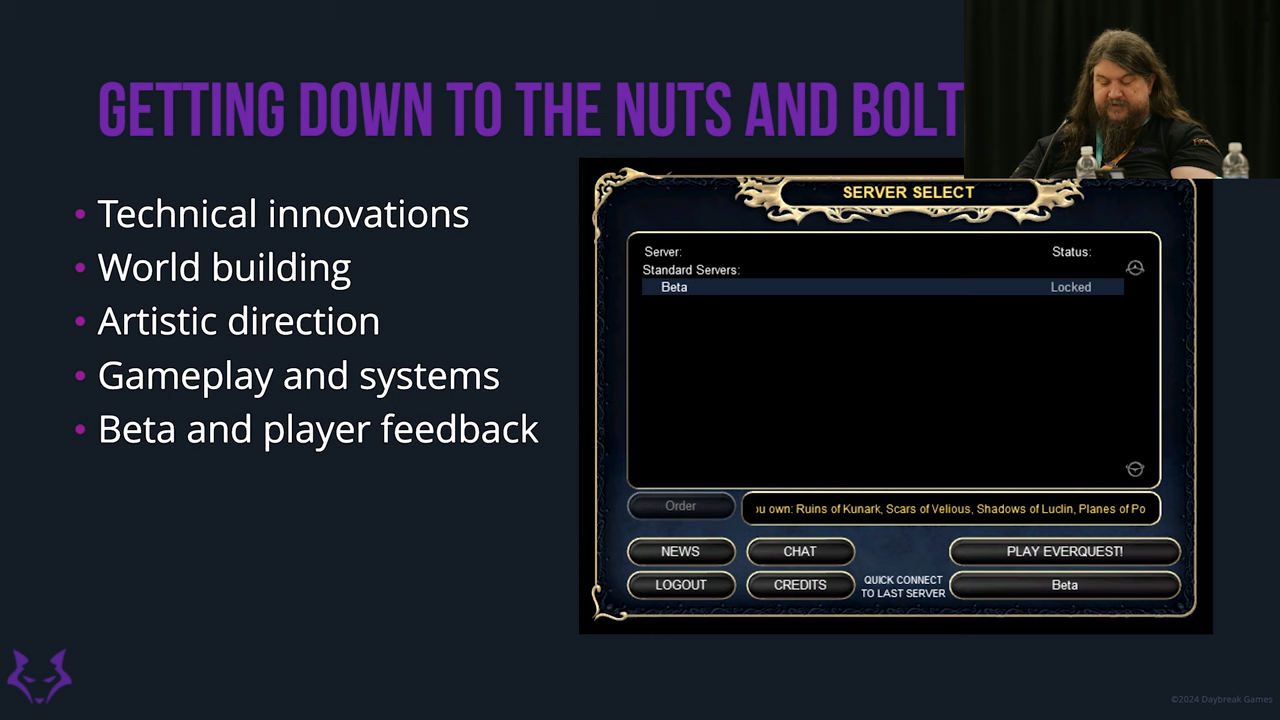 GETTING DOWN TO THE NUTS AND BOLT
• Technical innovations
• World building
• Artistic direction
• Gameplay and systems
• Beta and player feedback
SERVER SELECT
Server: Status:
Standard Servers:
Beta Locked
Order
ou own: Ruins of Kunark, Scars of Velious, Shadows of Luclin, Planes of Po
NEWS CHAT PLAY EVERQUEST!
LOGOUT CREDITS QUICK CONNECT
TO LAST SERVER Beta
©2024 Daybreak Games